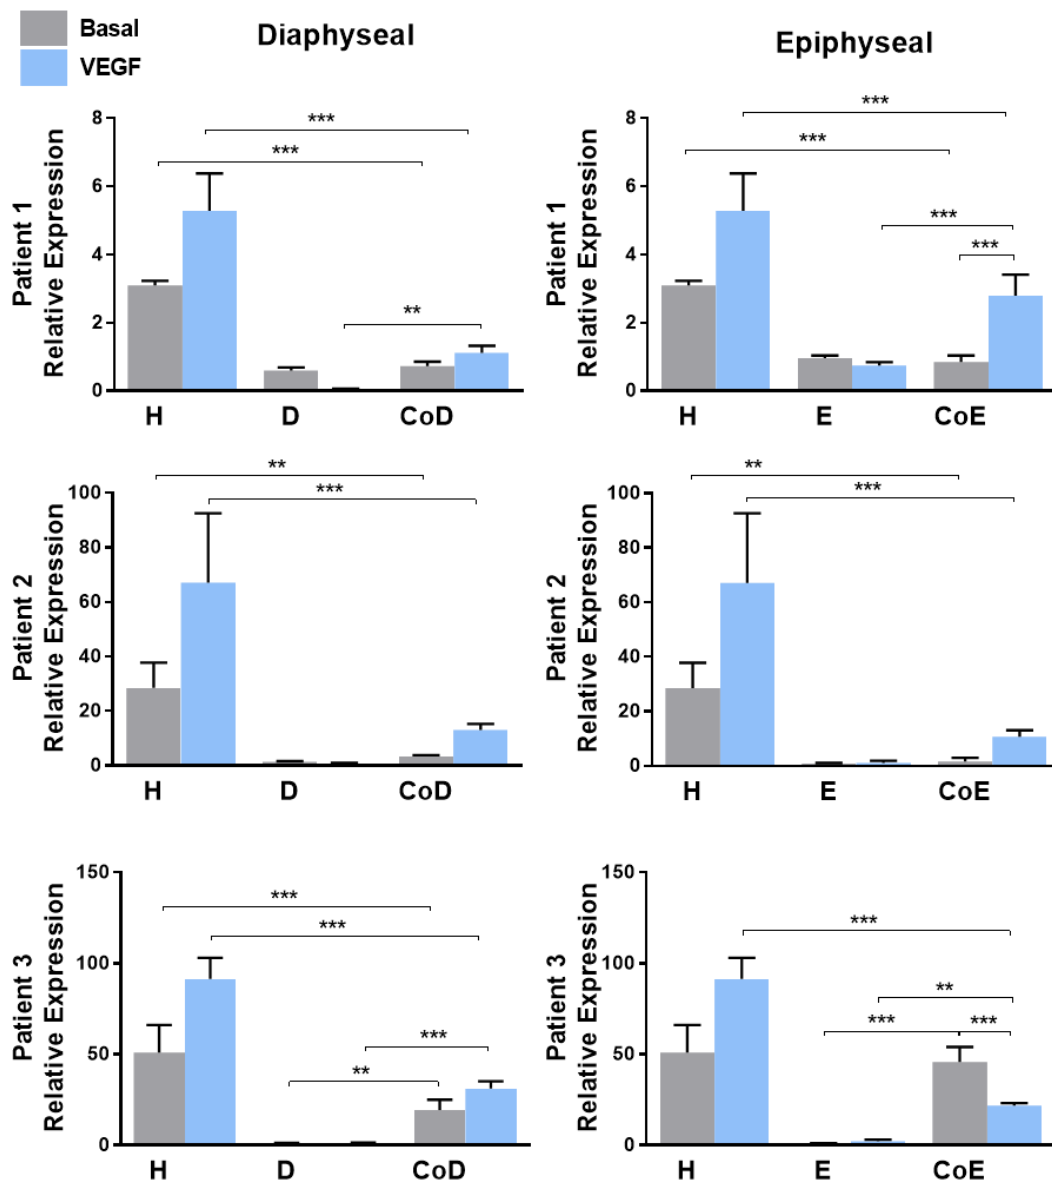 Basal
VEGF
Diaphyseal
Epiphyseal
Patient 1
Relative Expression
8
6
4
2
0
***
***
**
H D CoD
Patient 1
Relative Expression
8
6
4
2
0
***
***
***
***
H E CoE
Patient 2
Relative Expression
100
80
60
40
20
0
**
***
H D CoD
Patient 2
Relative Expression
100
80
60
40
20
0
**
***
H E CoE
Patient 3
Relative Expression
150
100
50
0
***
***
***
**
H D CoD
Patient 3
Relative Expression
150
100
50
0
***
**
*** ***
H E CoE